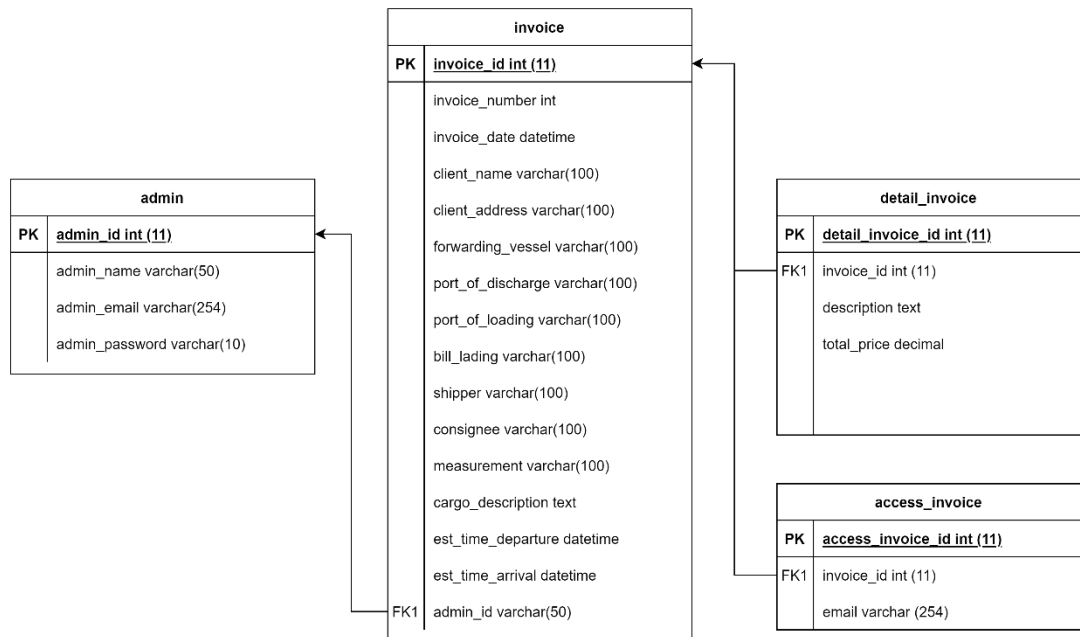 invoice
PK invoice_id int (11)
invoice_number int
invoice_date datetime
client_name varchar(100)
client_address varchar(100)
forwarding_vessel varchar(100)
port_of_discharge varchar(100)
port_of_loading varchar(100)
bill_lading varchar(100)
shipper varchar(100)
consignee varchar(100)
measurement varchar(100)
cargo_description text
est_time_departure datetime
est_time_arrival datetime
FK1 admin_id varchar(50)
admin
PK admin_id int (11)
admin_name varchar(50)
admin_email varchar(254)
admin_password varchar(10)
detail_invoice
PK detail_invoice_id int (11)
FK1 invoice_id int (11)
description text
total_price decimal
access_invoice
PK access_invoice_id int (11)
FK1 invoice_id int (11)
email varchar (254)